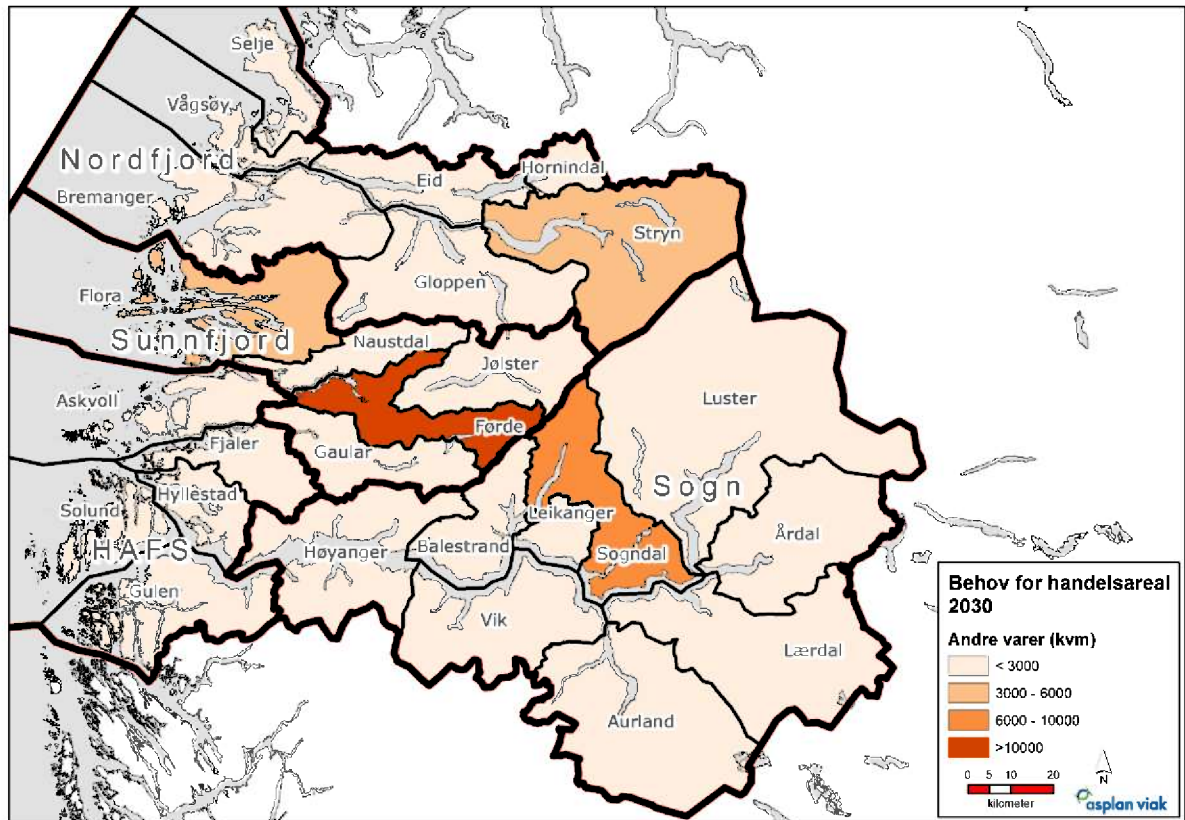 Selje
Vågsøy
Nordfjord
Hornindal
Eid
Bremanger
Stryn
Gloppen
Flora
Sunnfjord
Naustdal
Jølster
Askvoll
Luster
Førde
Fjaler
Gaular
Sogn
Hyllestad
Solund
Leikanger
HAFS
Høyanger
Balestrand
Sogndal
Årdal
Gulen
Vik
Lærdal
Aurland
Behov for handelsareal
2030
Andre varer (kvm)
< 3000
3000 - 6000
6000 - 10000
>10000
0 5 10 20
kilometer
N
asplan viak